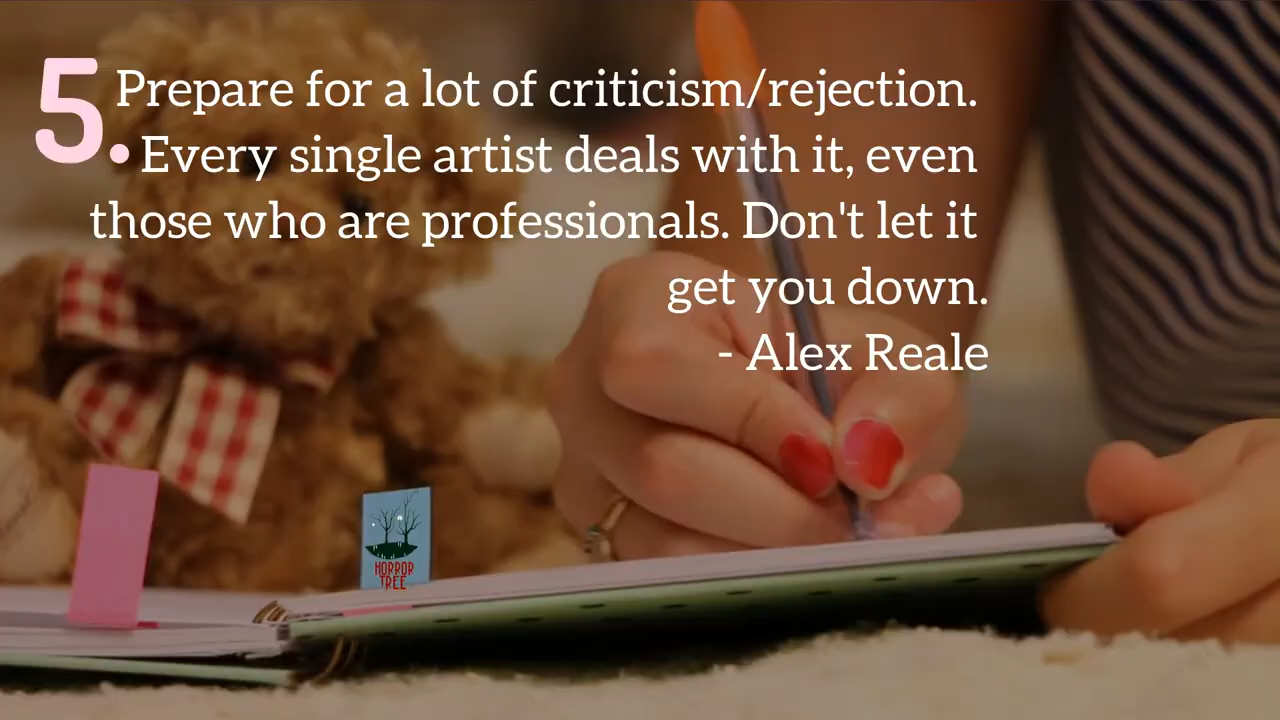 5. Prepare for a lot of criticism/rejection.
Every single artist deals with it, even
those who are professionals. Don't let it
get you down.
- Alex Reale
HORROR
TREE